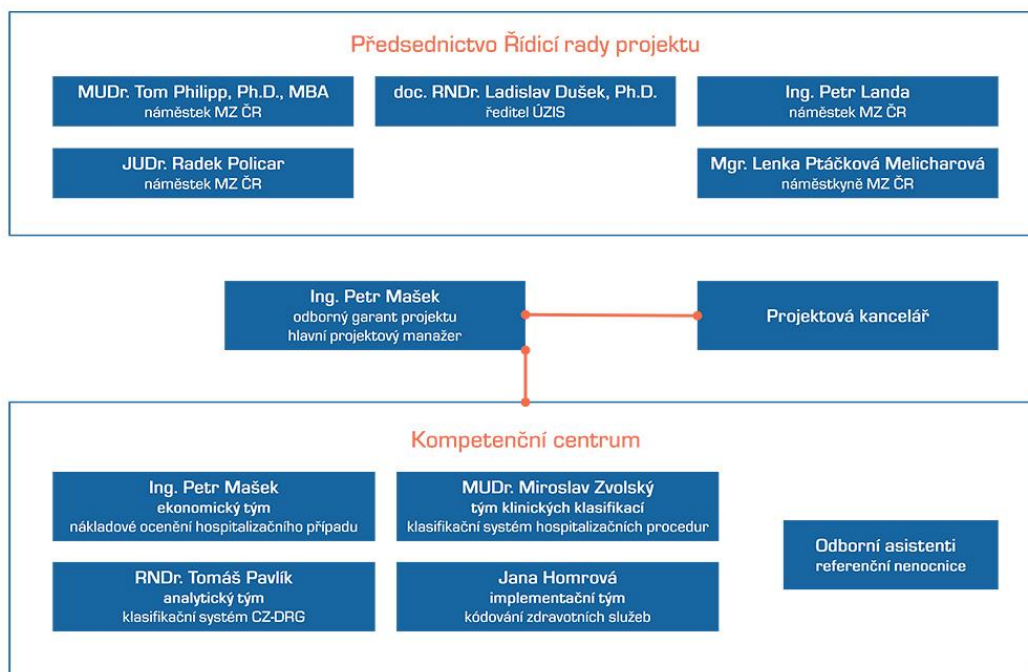 Předsednictvo Řídicí rady projektu
MUDr. Tom Philipp, Ph.D., MBA
náměstek MZ ČR
doc. RNDr. Ladislav Dušek, Ph.D.
ředitel ÚZIS
Ing. Petr Landa
náměstek MZ ČR
JUDr. Radek Policar
náměstek MZ ČR
Mgr. Lenka Ptáčková Melicharová
náměstkyně MZ ČR
Ing. Petr Mašek
odborný garant projektu
hlavní projektový manažer
Projektová kancelář
Kompetenční centrum
Ing. Petr Mašek
ekonomický tým
nákladové ocenění hospitalizačního případu
MUDr. Miroslav Zvolský
tým klinických klasifikací
klasifikační systém hospitalizačních procedur
RNDr. Tomáš Pavlík
analytický tým
klasifikační systém CZ-DRG
Jana Homrová
implementační tým
kódování zdravotních služeb
Odborní asistenti
referenční nenocnice